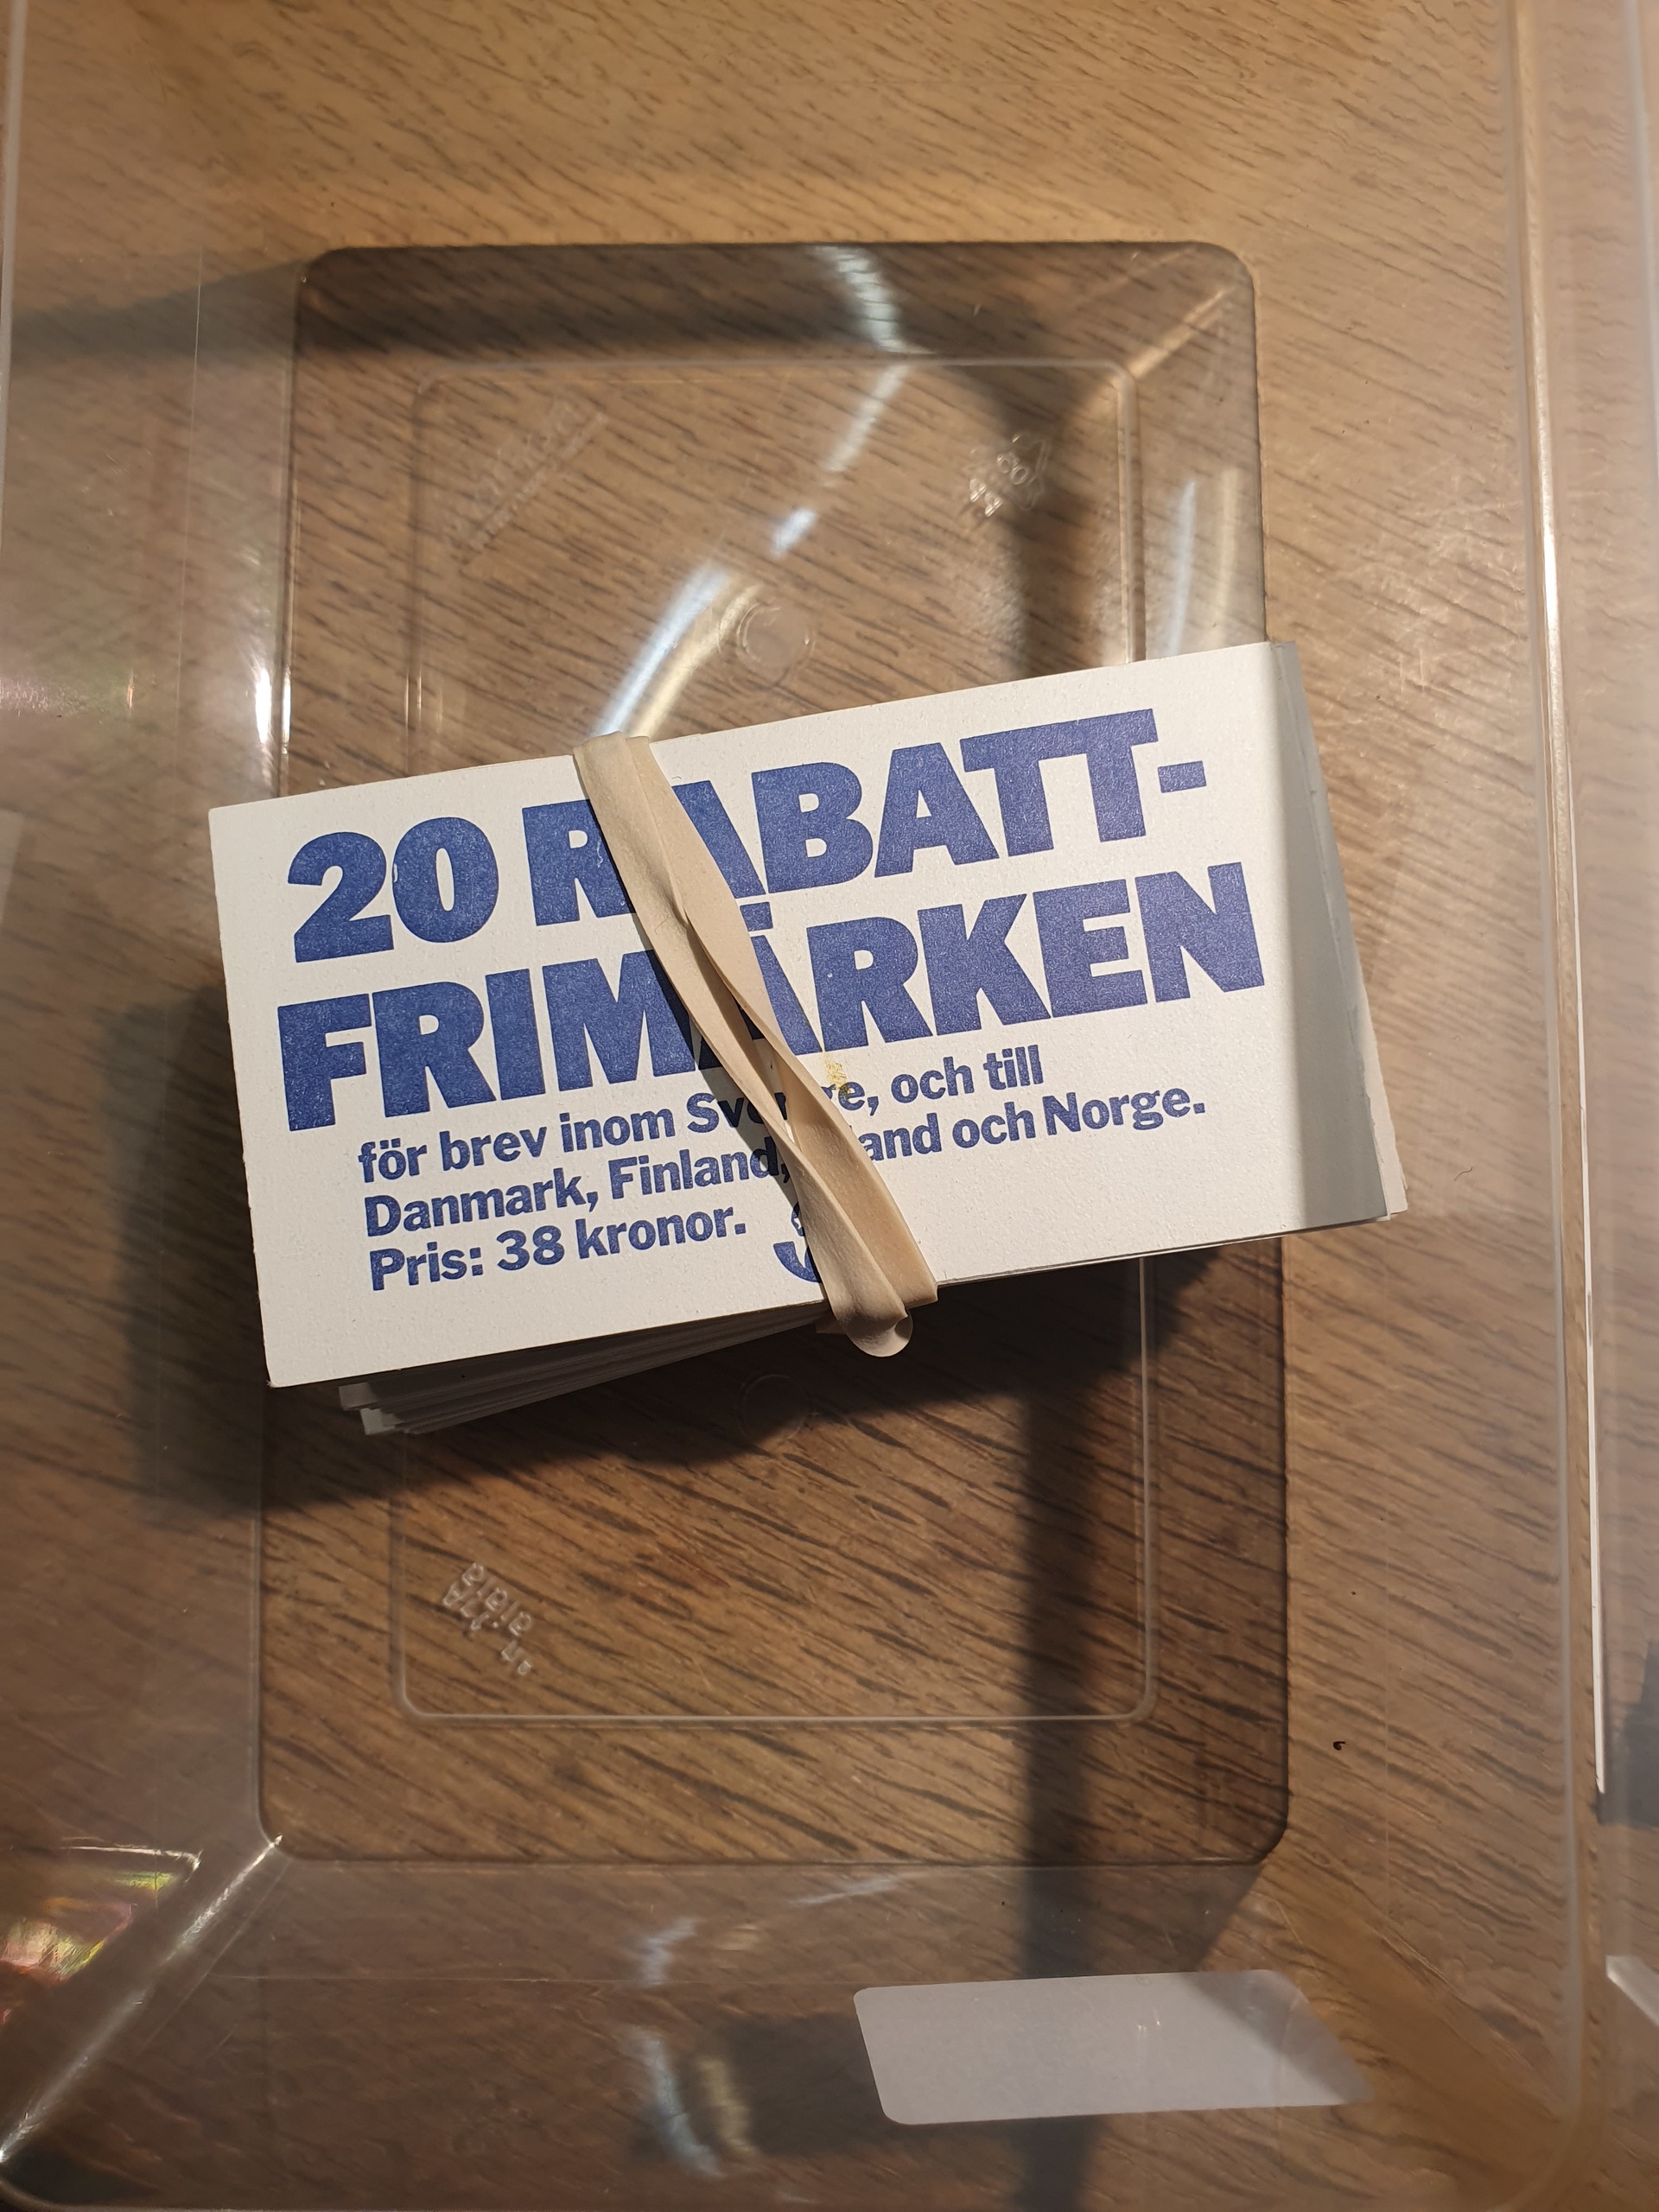 20 RABATT-
FRIMÄRKEN
för brev inom Sverige, och till
Danmark, Finland, Island och Norge.
Pris: 38 kronor.